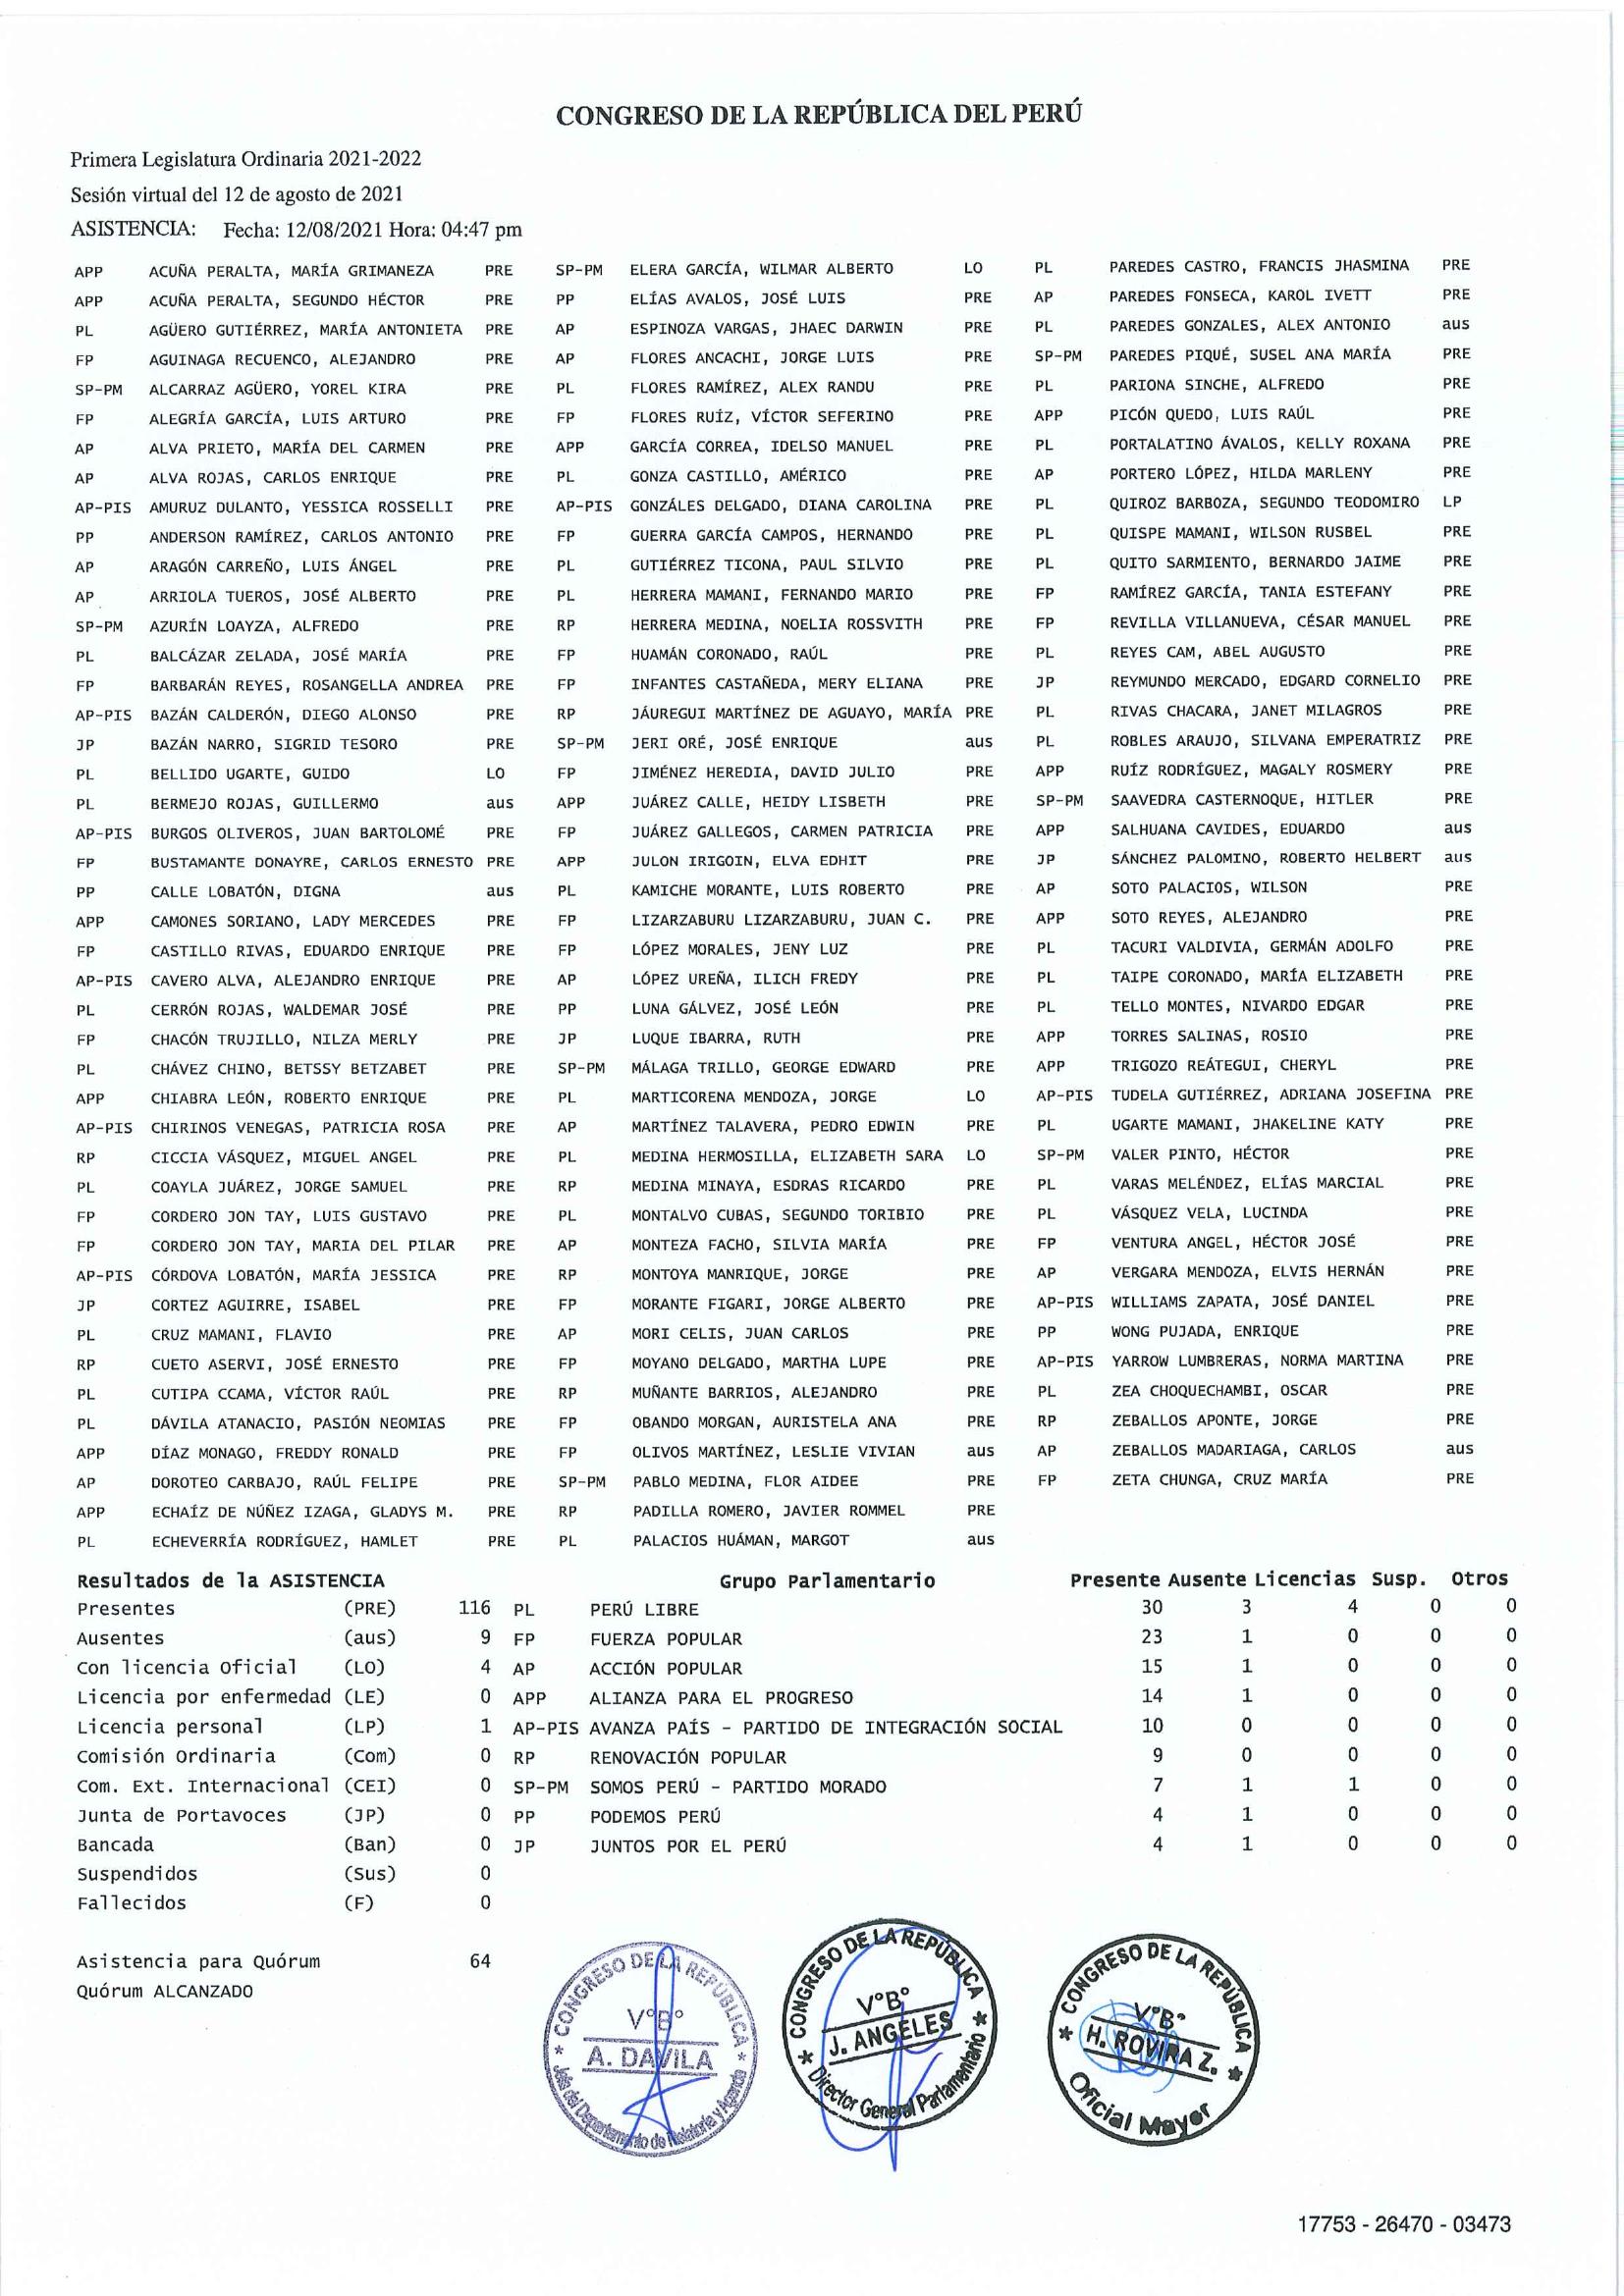 CONGRESO DE LA REPÚBLICA DEL PERÚ
Primera Legislatura Ordinaria 2021-2022
Sesión virtual del 12 de agosto de 2021
ASISTENCIA: Fecha: 12/08/2021 Hora: 04:47 pm
APP ACUÑA PERALTA, MARÍA GRIMANEZA PRE SP-PM ELERA GARCÍA, WILMAR ALBERTO LO PL PAREDES CASTRO, FRANCIS JHASMINA PRE
APP ACUÑA PERALTA, SEGUNDO HÉCTOR PRE PP ELÍAS AVALOS, JOSÉ LUIS PRE AP PAREDES FONSECA, KAROL IVETT PRE
PL AGÜERO GUTIÉRREZ, MARÍA ANTONIETA PRE AP ESPINOZA VARGAS, JHAEC DARWIN PRE PL PAREDES GONZALES, ALEX ANTONIO aus
FP AGUINAGA RECUENCO, ALEJANDRO PRE AP FLORES ANCACHI, JORGE LUIS PRE SP-PM PAREDES PIQUÉ, SUSEL ANA MARÍA PRE
SP-PM ALCARRAZ AGÜERO, YOREL KIRA PRE PL FLORES RAMÍREZ, ALEX RANDU PRE PL PARIONA SINCHE, ALFREDO PRE
FP ALEGRÍA GARCÍA, LUIS ARTURO PRE FP FLORES RUÍZ, VÍCTOR SEFERINO PRE APP PICÓN QUEDO, LUIS RAÚL PRE
AP ALVA PRIETO, MARÍA DEL CARMEN PRE APP GARCÍA CORREA, IDELSO MANUEL PRE PL PORTALATINO ÁVALOS, KELLY ROXANA PRE
AP ALVA ROJAS, CARLOS ENRIQUE PRE PL GONZA CASTILLO, AMÉRICO PRE AP PORTERO LÓPEZ, HILDA MARLENY PRE
AP-PIS AMURUZ DULANTO, YESSICA ROSSELLI PRE AP-PIS GONZÁLES DELGADO, DIANA CAROLINA PRE PL QUIROZ BARBOZA, SEGUNDO TEODOMIRO LP
PP ANDERSON RAMÍREZ, CARLOS ANTONIO PRE FP GUERRA GARCÍA CAMPOS, HERNANDO PRE PL QUISPE MAMANI, WILSON RUSBEL PRE
AP ARAGÓN CARREÑO, LUIS ÁNGEL PRE PL GUTIÉRREZ TICONA, PAUL SILVIO PRE PL QUITO SARMIENTO, BERNARDO JAIME PRE
AP ARRIOLA TUEROS, JOSÉ ALBERTO PRE PL HERRERA MAMANI, FERNANDO MARIO PRE FP RAMÍREZ GARCÍA, TANIA ESTEFANY PRE
SP-PM AZURÍN LOAYZA, ALFREDO PRE RP HERRERA MEDINA, NOELIA ROSSVITH PRE FP REVILLA VILLANUEVA, CÉSAR MANUEL PRE
PL BALCÁZAR ZELADA, JOSÉ MARÍA PRE FP HUAMÁN CORONADO, RAÚL PRE PL REYES CAM, ABEL AUGUSTO PRE
FP BARBARÁN REYES, ROSANGELLA ANDREA PRE FP INFANTES CASTAÑEDA, MERY ELIANA PRE JP REYMUNDO MERCADO, EDGARD CORNELIO PRE
AP-PIS BAZÁN CALDERÓN, DIEGO ALONSO PRE RP JÁUREGUI MARTÍNEZ DE AGUAYO, MARÍA PRE PL RIVAS CHACARA, JANET MILAGROS PRE
JP BAZÁN NARRO, SIGRID TESORO PRE SP-PM JERI ORÉ, JOSÉ ENRIQUE aus PL ROBLES ARAUJO, SILVANA EMPERATRIZ PRE
PL BELLIDO UGARTE, GUIDO LO FP JIMÉNEZ HEREDIA, DAVID JULIO PRE APP RUÍZ RODRÍGUEZ, MAGALY ROSMERY PRE
PL BERMEJO ROJAS, GUILLERMO aus APP JUÁREZ CALLE, HEIDY LISBETH PRE SP-PM SAAVEDRA CASTERNOQUE, HITLER PRE
AP-PIS BURGOS OLIVEROS, JUAN BARTOLOMÉ PRE FP JUÁREZ GALLEGOS, CARMEN PATRICIA PRE APP SALHUANA CAVIDES, EDUARDO aus
FP BUSTAMANTE DONAYRE, CARLOS ERNESTO PRE APP JULON IRIGOIN, ELVA EDHIT PRE JP SÁNCHEZ PALOMINO, ROBERTO HELBERT aus
PP CALLE LOBATÓN, DIGNA aus PL KAMICHE MORANTE, LUIS ROBERTO PRE AP SOTO PALACIOS, WILSON PRE
APP CAMONES SORIANO, LADY MERCEDES PRE FP LIZARZABURU LIZARZABURU, JUAN C. PRE APP SOTO REYES, ALEJANDRO PRE
FP CASTILLO RIVAS, EDUARDO ENRIQUE PRE FP LÓPEZ MORALES, JENY LUZ PRE PL TACURI VALDIVIA, GERMÁN ADOLFO PRE
AP-PIS CAVERO ALVA, ALEJANDRO ENRIQUE PRE AP LÓPEZ UREÑA, ILICH FREDY PRE PL TAIPE CORONADO, MARÍA ELIZABETH PRE
PL CERRÓN ROJAS, WALDEMAR JOSÉ PRE PP LUNA GÁLVEZ, JOSÉ LEÓN PRE PL TELLO MONTES, NIVARDO EDGAR PRE
FP CHACÓN TRUJILLO, NILZA MERLY PRE JP LUQUE IBARRA, RUTH PRE APP TORRES SALINAS, ROSIO PRE
PL CHÁVEZ CHINO, BETSSY BETZABET PRE SP-PM MÁLAGA TRILLO, GEORGE EDWARD PRE APP TRIGOZO REÁTEGUI, CHERYL PRE
APP CHIABRA LEÓN, ROBERTO ENRIQUE PRE PL MARTICORENA MENDOZA, JORGE LO AP-PIS TUDELA GUTIÉRREZ, ADRIANA JOSEFINA PRE
AP-PIS CHIRINOS VENEGAS, PATRICIA ROSA PRE AP MARTÍNEZ TALAVERA, PEDRO EDWIN PRE PL UGARTE MAMANI, JHAKELINE KATY PRE
RP CICCIA VÁSQUEZ, MIGUEL ANGEL PRE PL MEDINA HERMOSILLA, ELIZABETH SARA LO SP-PM VALER PINTO, HÉCTOR PRE
PL COAYLA JUÁREZ, JORGE SAMUEL PRE RP MEDINA MINAYA, ESDRAS RICARDO PRE PL VARAS MELÉNDEZ, ELÍAS MARCIAL PRE
FP CORDERO JON TAY, LUIS GUSTAVO PRE PL MONTALVO CUBAS, SEGUNDO TORIBIO PRE PL VÁSQUEZ VELA, LUCINDA PRE
FP CORDERO JON TAY, MARIA DEL PILAR PRE AP MONTEZA FACHO, SILVIA MARÍA PRE FP VENTURA ANGEL, HÉCTOR JOSÉ PRE
AP-PIS CÓRDOVA LOBATÓN, MARÍA JESSICA PRE RP MONTOYA MANRIQUE, JORGE PRE AP VERGARA MENDOZA, ELVIS HERNÁN PRE
JP CORTEZ AGUIRRE, ISABEL PRE FP MORANTE FIGARI, JORGE ALBERTO PRE AP-PIS WILLIAMS ZAPATA, JOSÉ DANIEL PRE
PL CRUZ MAMANI, FLAVIO PRE AP MORI CELIS, JUAN CARLOS PRE PP WONG PUJADA, ENRIQUE PRE
RP CUETO ASERVI, JOSÉ ERNESTO PRE FP MOYANO DELGADO, MARTHA LUPE PRE AP-PIS YARROW LUMBRERAS, NORMA MARTINA PRE
PL CUTIPA CCAMA, VÍCTOR RAÚL PRE RP MUÑANTE BARRIOS, ALEJANDRO PRE PL ZEA CHOQUECHAMBI, OSCAR PRE
PL DÁVILA ATANACIO, PASIÓN NEOMIAS PRE FP OBANDO MORGAN, AURISTELA ANA PRE RP ZEBALLOS APONTE, JORGE PRE
APP DÍAZ MONAGO, FREDDY RONALD PRE FP OLIVOS MARTÍNEZ, LESLIE VIVIAN aus AP ZEBALLOS MADARIAGA, CARLOS aus
AP DOROTEO CARBAJO, RAÚL FELIPE PRE SP-PM PABLO MEDINA, FLOR AIDEE PRE FP ZETA CHUNGA, CRUZ MARÍA PRE
APP ECHAÍZ DE NÚÑEZ IZAGA, GLADYS M. PRE RP PADILLA ROMERO, JAVIER ROMMEL PRE
PL ECHEVERRÍA RODRÍGUEZ, HAMLET PRE PL PALACIOS HUÁMAN, MARGOT aus
Resultados de la ASISTENCIA Grupo Parlamentario Presente Ausente Licencias Susp. Otros
Presentes (PRE) 116 PL PERÚ LIBRE 30 3 4 0 0
Ausentes (aus) 9 FP FUERZA POPULAR 23 1 0 0 0
Con licencia Oficial (LO) 4 AP ACCIÓN POPULAR 15 1 0 0 0
Licencia por enfermedad (LE) 0 APP ALIANZA PARA EL PROGRESO 14 1 0 0 0
Licencia personal (LP) 1 AP-PIS AVANZA PAÍS - PARTIDO DE INTEGRACIÓN SOCIAL 10 0 0 0 0
Comisión Ordinaria (Com) 0 RP RENOVACIÓN POPULAR 9 0 0 0 0
Com. Ext. Internacional (CEI) 0 SP-PM SOMOS PERÚ - PARTIDO MORADO 7 1 1 0 0
Junta de Portavoces (JP) 0 PP PODEMOS PERÚ 4 1 0 0 0
Bancada (Ban) 0 JP JUNTOS POR EL PERÚ 4 1 0 0 0
Suspendidos (Sus) 0
Fallecidos (F) 0
Asistencia para Quórum 64
Quórum ALCANZADO
CONGRESO DE LA REPÚBLICA
V°B°
A. DAVILA
Jefa del Departamento de Relatoría y Agenda
CONGRESO DE LA REPÚBLICA
V°B°
J. ANGELES
Director General Parlamentario
CONGRESO DE LA REPÚBLICA
V°B°
H. ROVIRA Z.
Oficial Mayor
17753 - 26470 - 03473